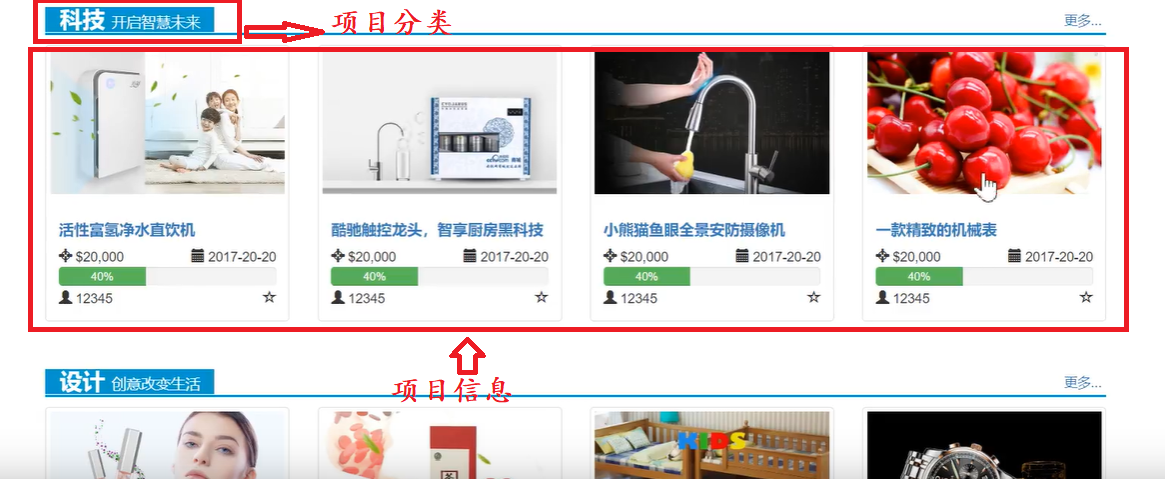 科技 开启智慧未来
项目分类
更多...
活性富氢净水直饮机
$20,000 2017-20-20
40%
12345
酷驰触控龙头，智享厨房黑科技
$20,000 2017-20-20
40%
12345
小熊猫鱼眼全景安防摄像机
$20,000 2017-20-20
40%
12345
一款精致的机械表
$20,000 2017-20-20
40%
12345
项目信息
设计 创意改变生活
更多...
KIDS
茶